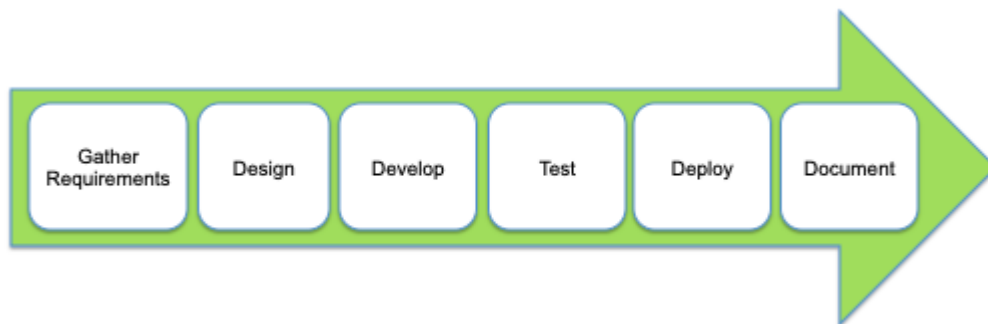 Gather
Requirements
Design
Develop
Test
Deploy
Document